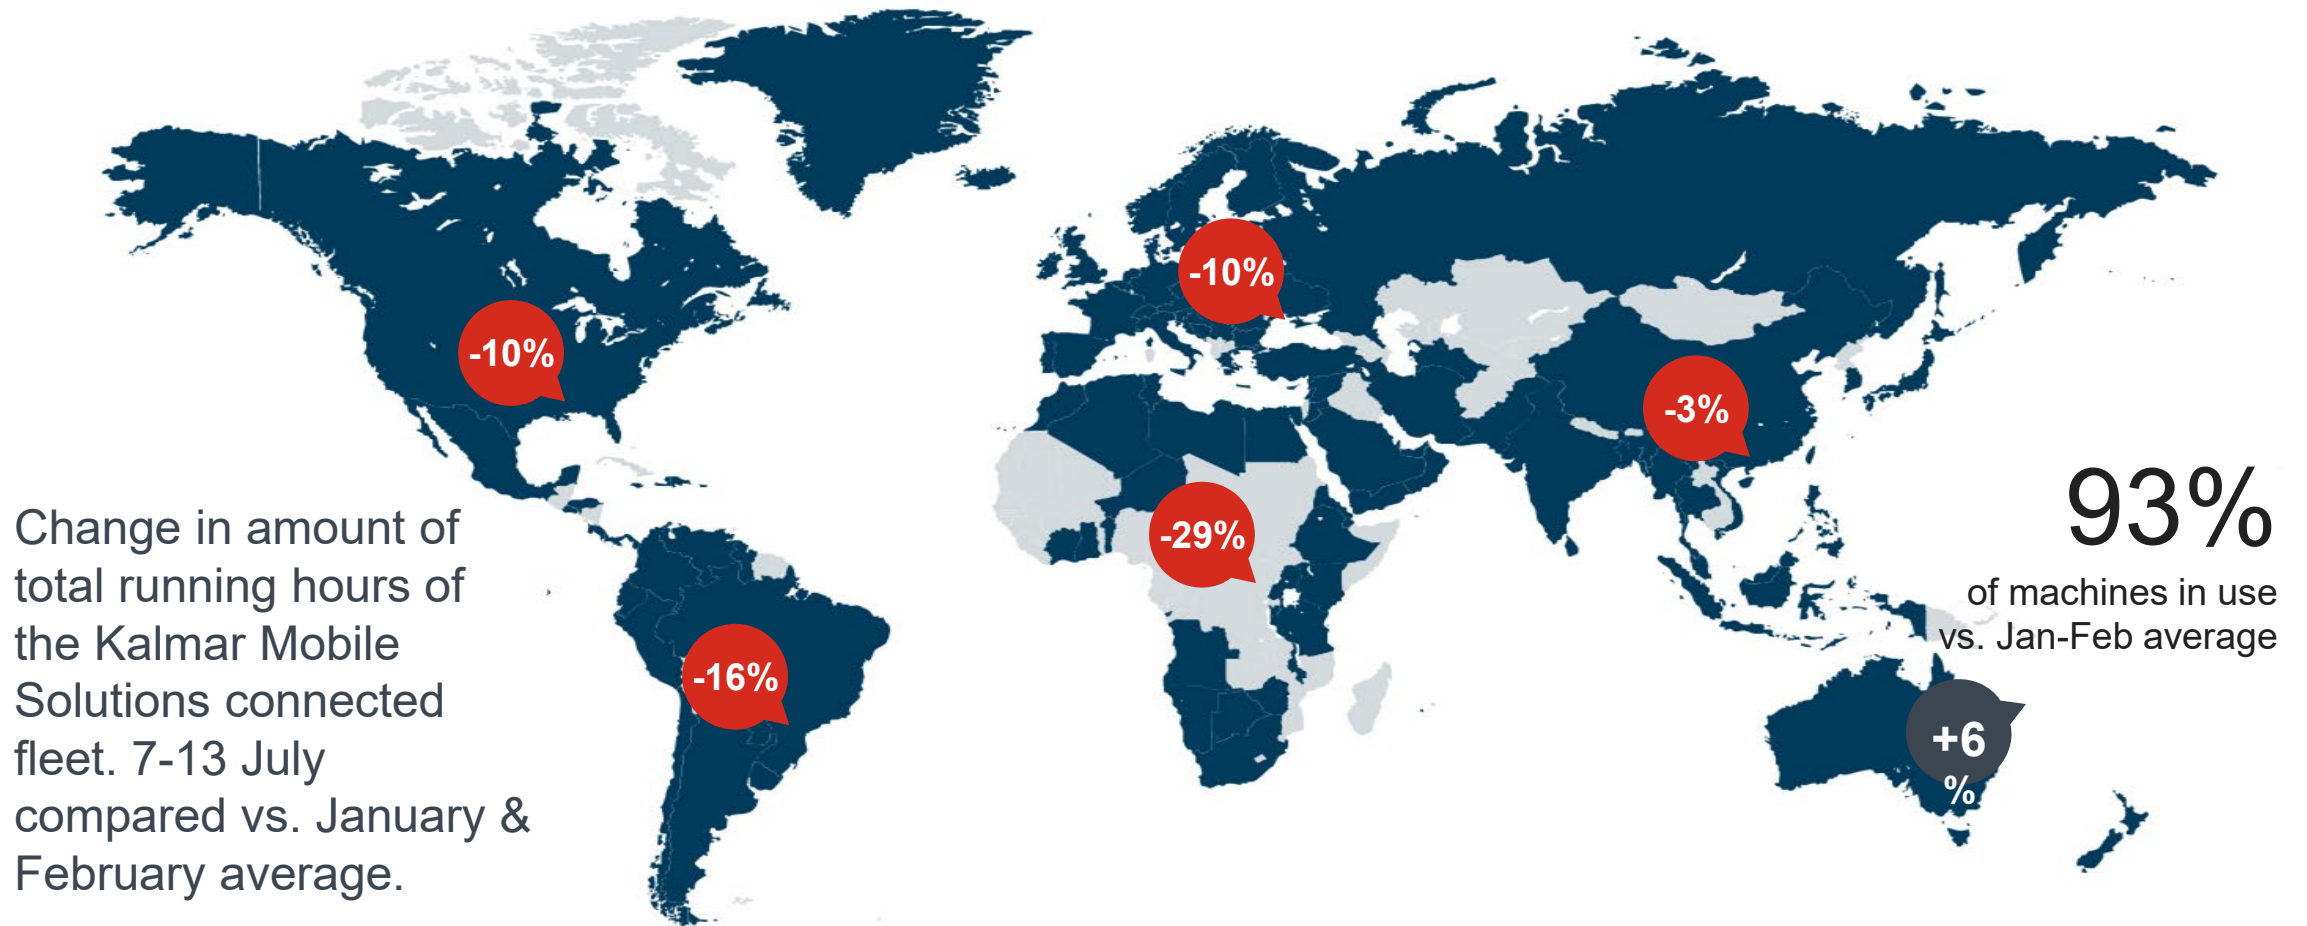 -10%
-10%
-3%
-29%
-16%
Change in amount of
total running hours of
the Kalmar Mobile
Solutions connected
fleet. 7-13 July
compared vs. January &
February average.
93%
of machines in use
vs. Jan-Feb average
+6
%